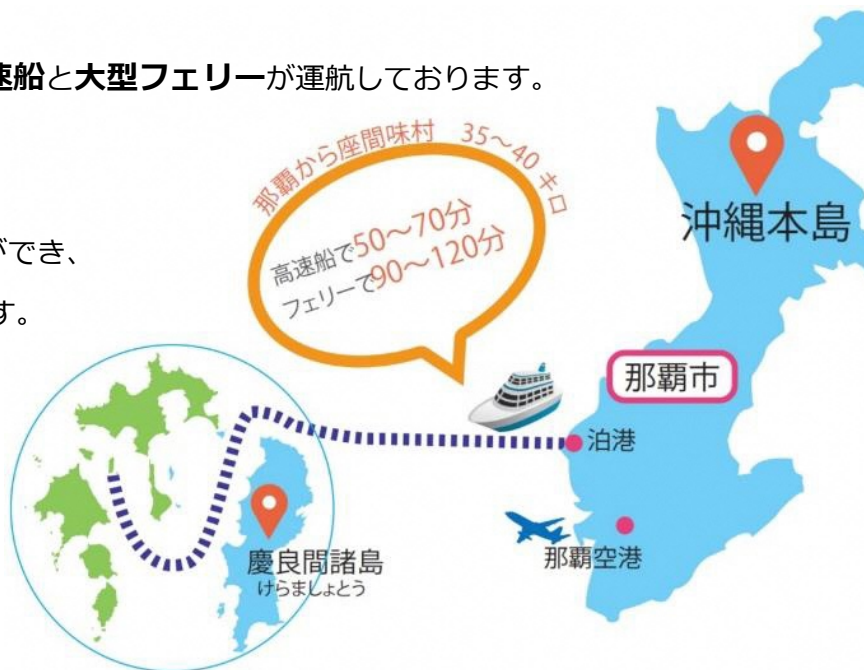 速船と大型フェリーが運航しております。
ができ、
す。
那覇から座間味村　35～40キロ
高速船で50～70分
フェリーで90～120分
沖縄本島
那覇市
泊港
那覇空港
慶良間諸島
けらましょとう